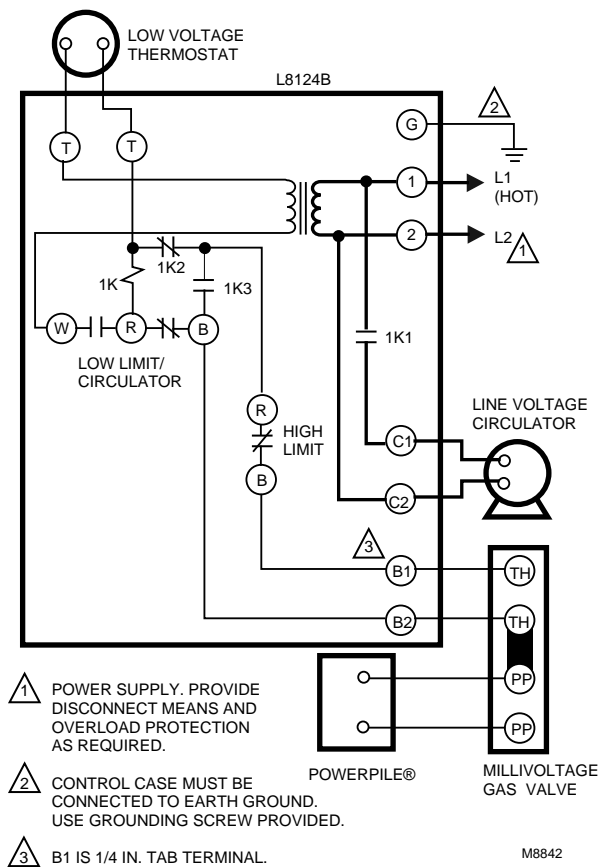 LOW VOLTAGE
THERMOSTAT
L8124B
T
T
G
2
1
L1
(HOT)
2
L2
1
1K2
1K
1K3
1K1
W
R
B
LOW LIMIT/
CIRCULATOR
R
HIGH
LIMIT
B
LINE VOLTAGE
CIRCULATOR
C1
C2
3
B1
TH
B2
TH
PP
PP
POWERPILE®
MILLIVOLTAGE
GAS VALVE
1 POWER SUPPLY. PROVIDE
DISCONNECT MEANS AND
OVERLOAD PROTECTION
AS REQUIRED.
2 CONTROL CASE MUST BE
CONNECTED TO EARTH GROUND.
USE GROUNDING SCREW PROVIDED.
3 B1 IS 1/4 IN. TAB TERMINAL.
M8842